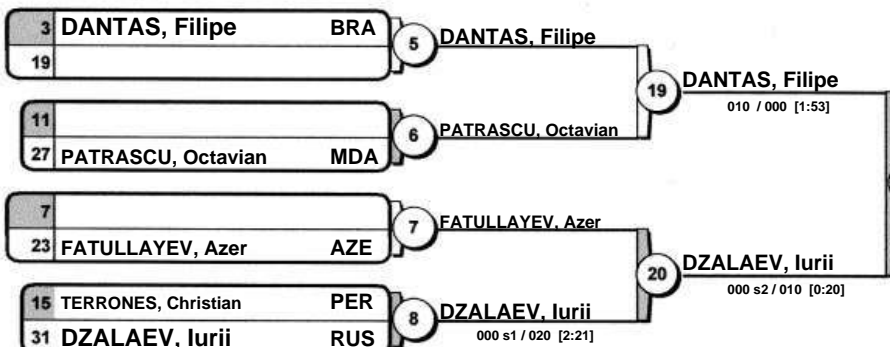 3 DANTAS, Filipe BRA
19
5 DANTAS, Filipe
19 DANTAS, Filipe
010 / 000 [1:53]
11
27 PATRASCU, Octavian MDA
6 PATRASCU, Octavian
7
23 FATULLAYEV, Azer AZE
7 FATULLAYEV, Azer
20 DZALAEV, Iurii
000 s2 / 010 [0:20]
15 TERRONES, Christian PER
31 DZALAEV, Iurii RUS
8 DZALAEV, Iurii
000 s1 / 020 [2:21]